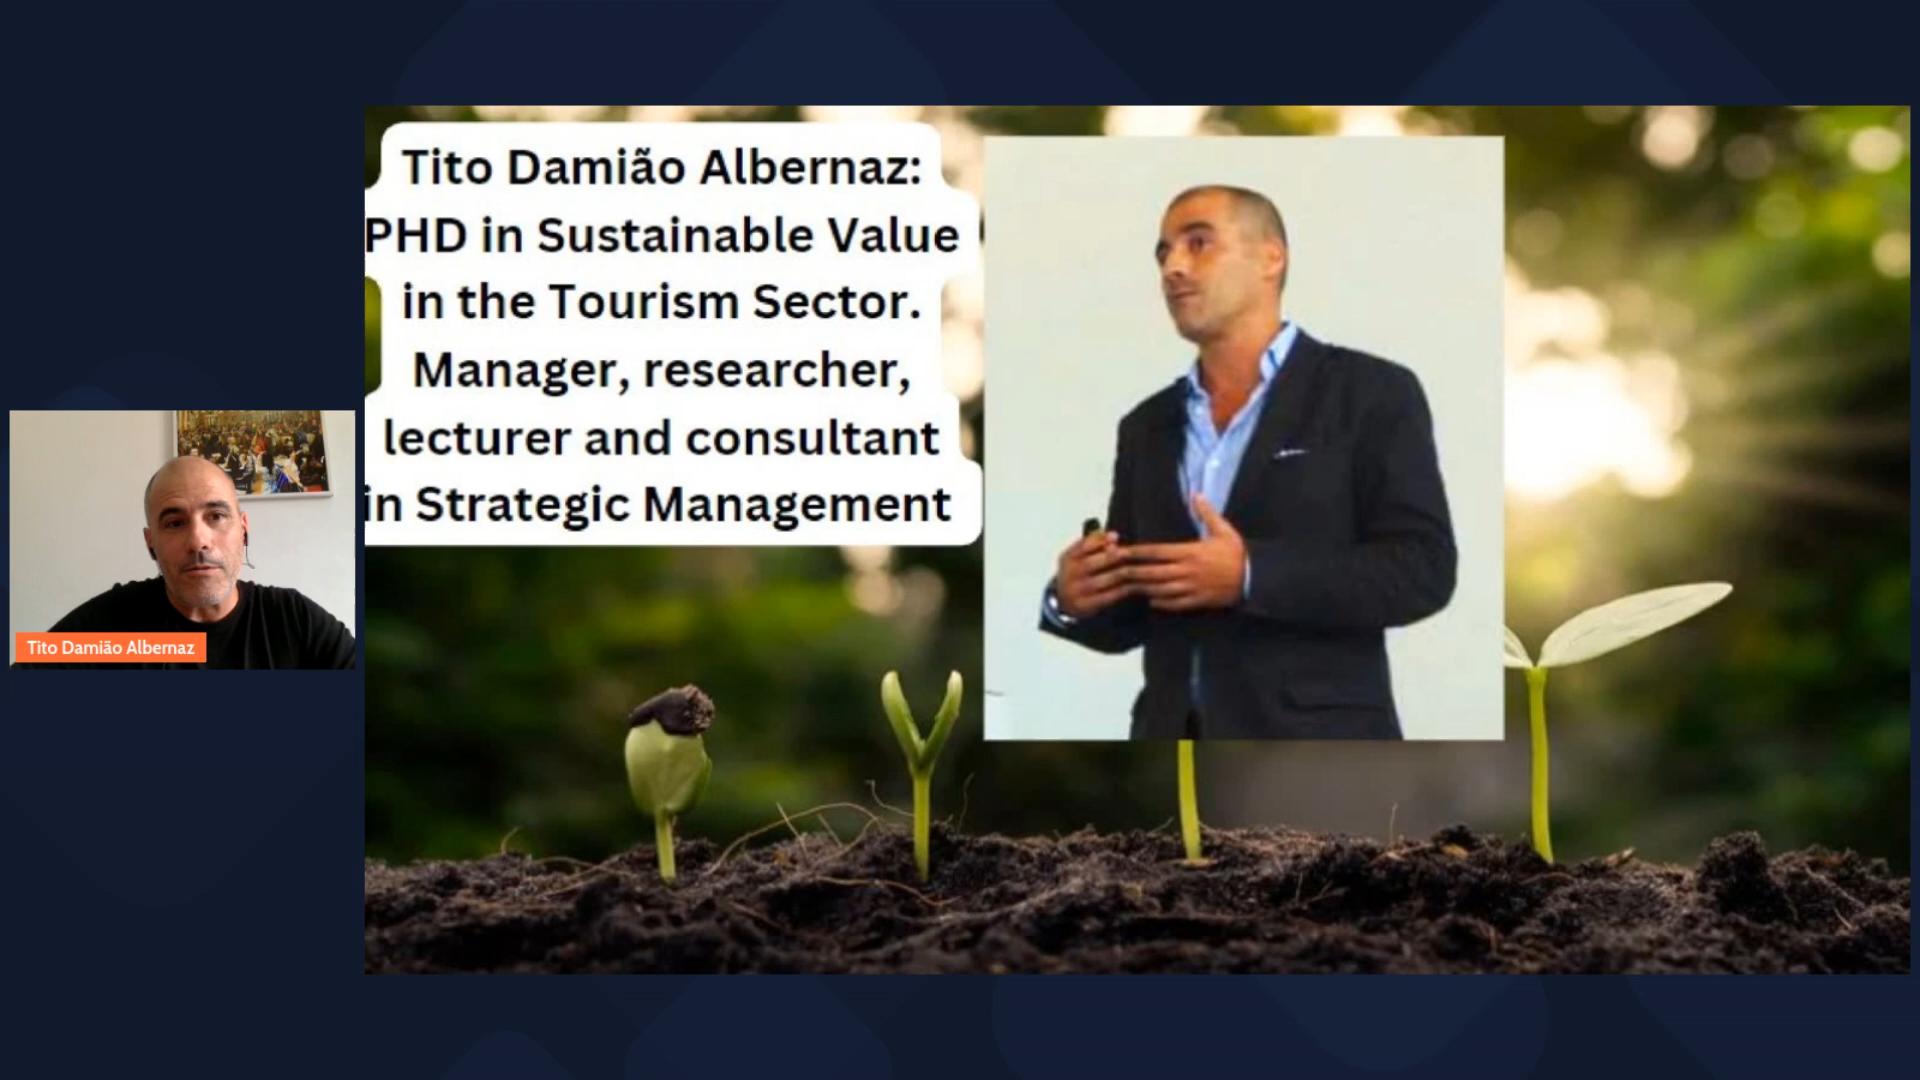 Tito Damião Albernaz:
PHD in Sustainable Value
in the Tourism Sector.
Manager, researcher,
lecturer and consultant
in Strategic Management
Tito Damião Albernaz